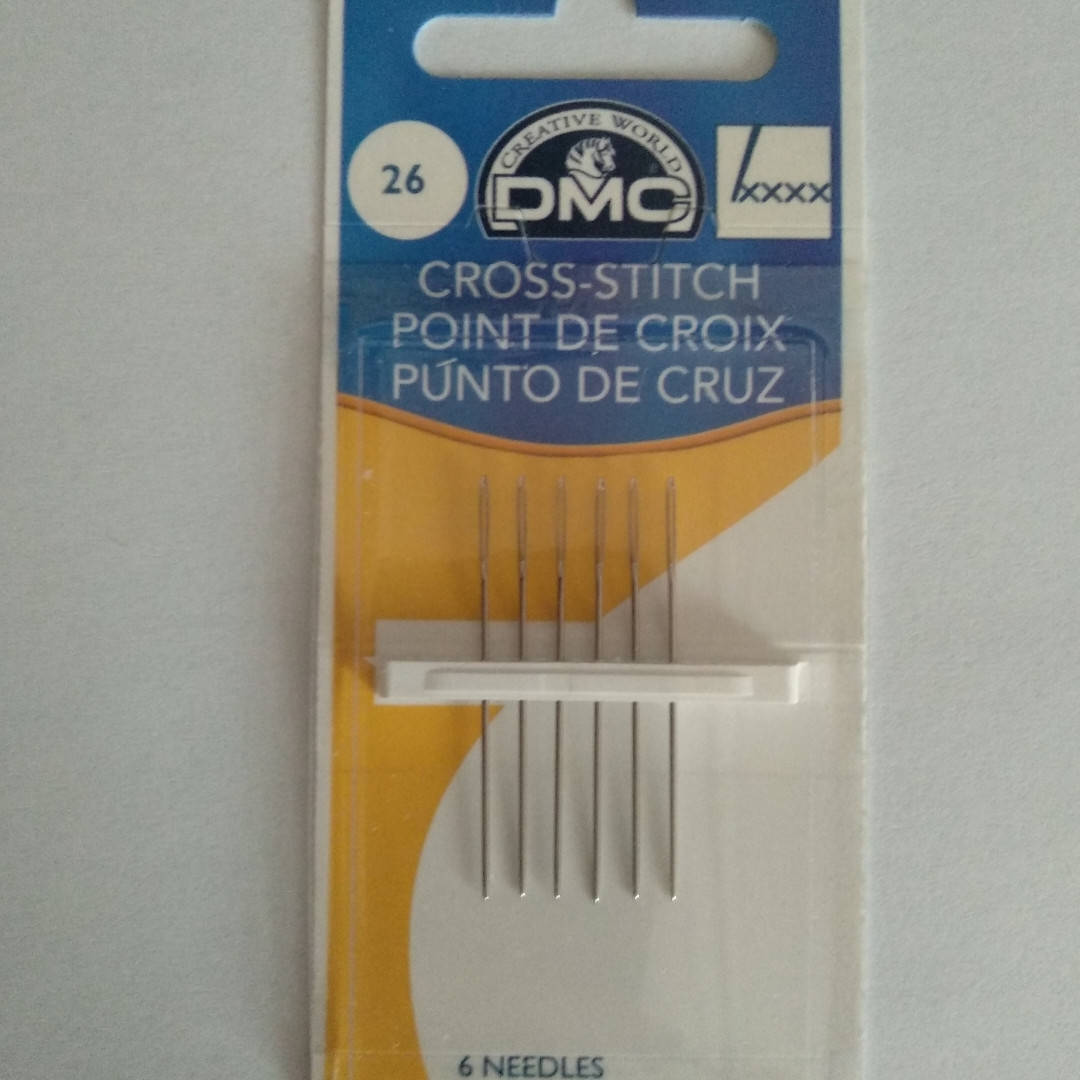 CREATIVE WORLD
26
DMC
xxxx
CROSS-STITCH
POINT DE CROIX
PUNTO DE CRUZ
6 NEEDLES